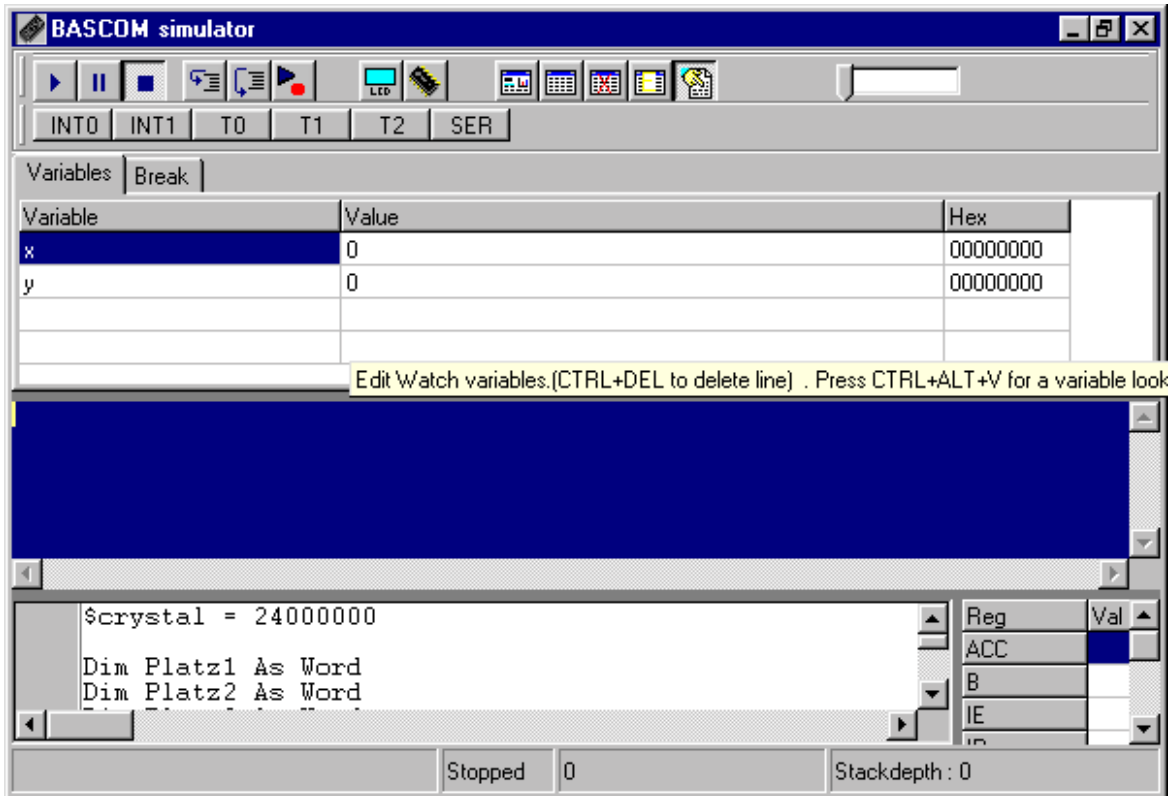 BASCOM simulator
LCD
INT0 INT1 T0 T1 T2 SER
Variables Break
Variable Value Hex
x 0 00000000
y 0 00000000
Edit Watch variables.(CTRL+DEL to delete line) . Press CTRL+ALT+V for a variable look
$crystal = 24000000
Dim Platz1 As Word
Dim Platz2 As Word
Reg Val
ACC
B
IE
Stopped 0 Stackdepth : 0